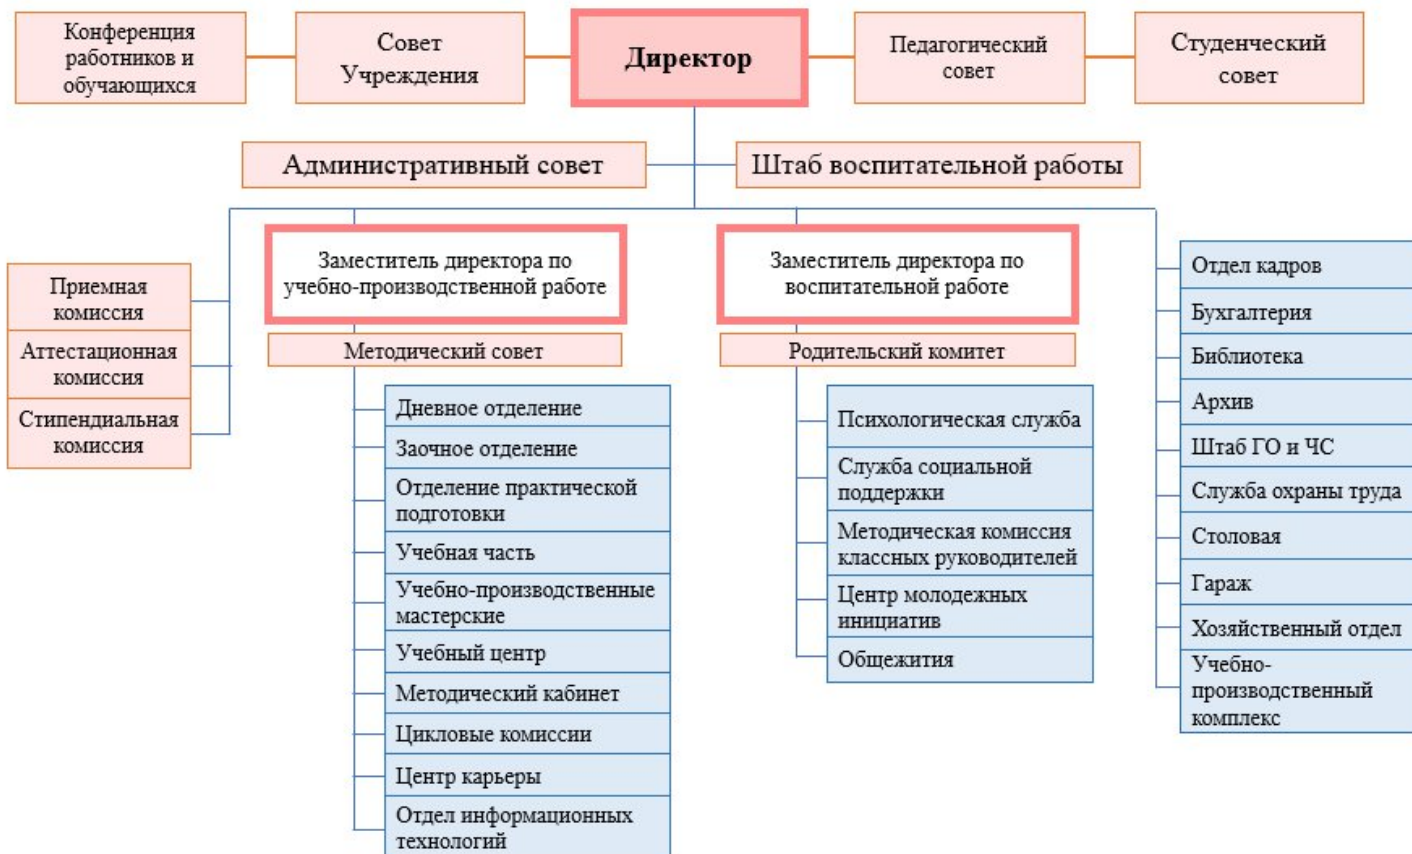 Конференция
работников и
обучающихся
Совет
Учреждения
Директор
Педагогический
совет
Студенческий
совет
Административный совет
Штаб воспитательной работы
Приемная
комиссия
Аттестационная
комиссия
Стипендиальная
комиссия
Заместитель директора по
учебно-производственной работе
Методический совет
Дневное отделение
Заочное отделение
Отделение практической
подготовки
Учебная часть
Учебно-производственные
мастерские
Учебный центр
Методический кабинет
Цикловые комиссии
Центр карьеры
Отдел информационных
технологий
Заместитель директора по
воспитательной работе
Родительский комитет
Психологическая служба
Служба социальной
поддержки
Методическая комиссия
классных руководителей
Центр молодежных
инициатив
Общежития
Отдел кадров
Бухгалтерия
Библиотека
Архив
Штаб ГО и ЧС
Служба охраны труда
Столовая
Гараж
Хозяйственный отдел
Учебно-
производственный
комплекс